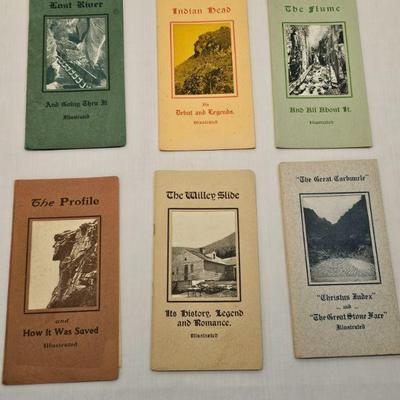 Lost River
And Going Thru It
Illustrated
Indian Head
Its
Debut and Legends.
Illustrated
The Flume
And All About It.
Illustrated
The Profile
and
How It Was Saved
Illustrated
The Willey Slide
Its History, Legend
and Romance.
Illustrated
"The Great Carbuncle"
"Christus Judex"
and
"The Great Stone Face"
Illustrated